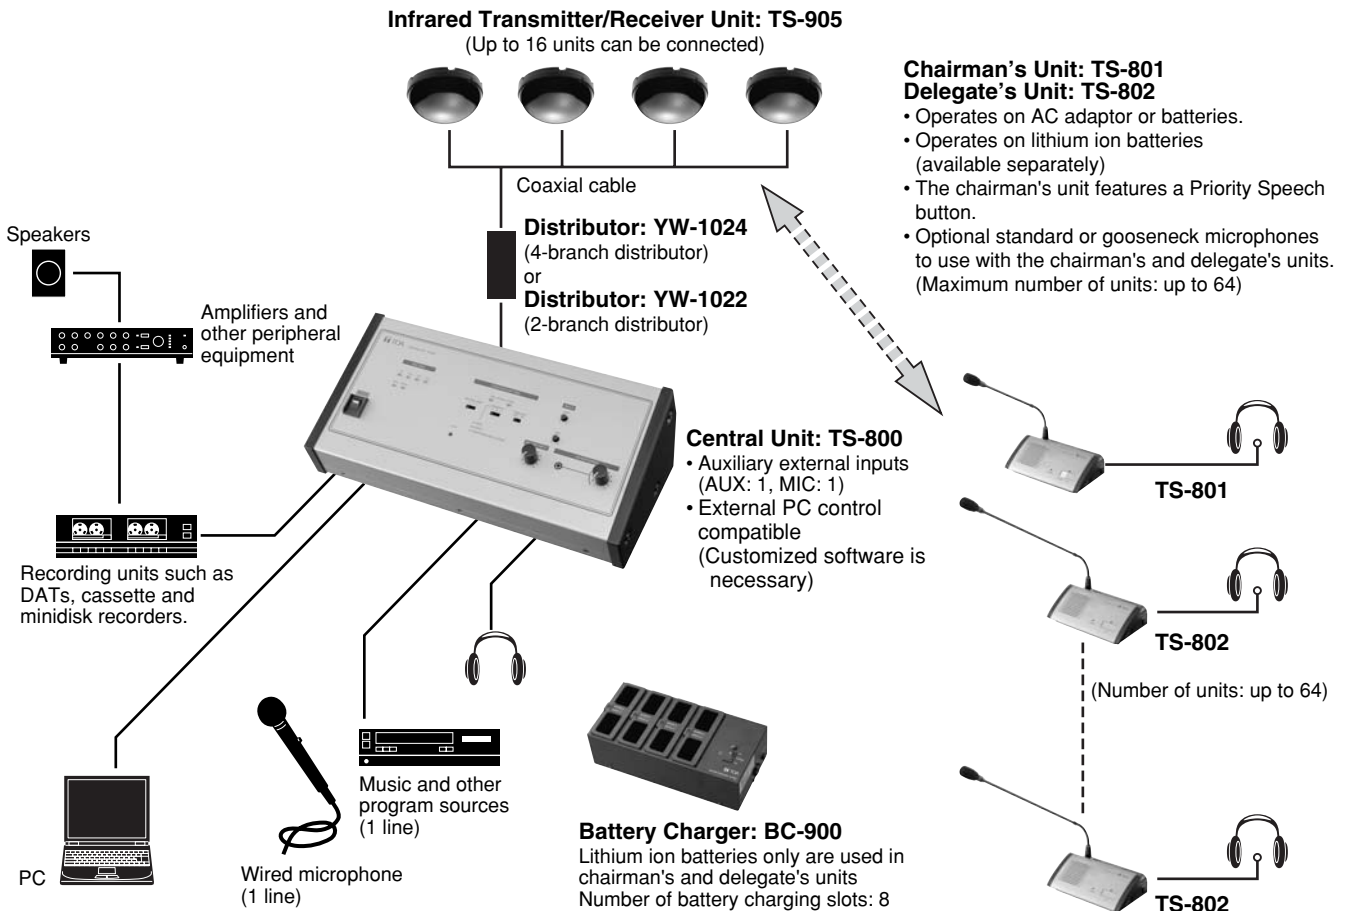 Infrared Transmitter/Receiver Unit: TS-905
(Up to 16 units can be connected)
Chairman's Unit: TS-801
Delegate's Unit: TS-802
• Operates on AC adaptor or batteries.
• Operates on lithium ion batteries
(available separately)
• The chairman's unit features a Priority Speech
button.
• Optional standard or gooseneck microphones
to use with the chairman's and delegate's units.
(Maximum number of units: up to 64)
Coaxial cable
Distributor: YW-1024
(4-branch distributor)
or
Distributor: YW-1022
(2-branch distributor)
Speakers
Amplifiers and
other peripheral
equipment
TOA
Central Unit: TS-800
• Auxiliary external inputs
(AUX: 1, MIC: 1)
• External PC control
compatible
(Customized software is
necessary)
TS-801
Recording units such as
DATs, cassette and
minidisk recorders.
TS-802
(Number of units: up to 64)
Music and other
program sources
(1 line)
PC
Wired microphone
(1 line)
Battery Charger: BC-900
Lithium ion batteries only are used in
chairman's and delegate's units
Number of battery charging slots: 8
TS-802